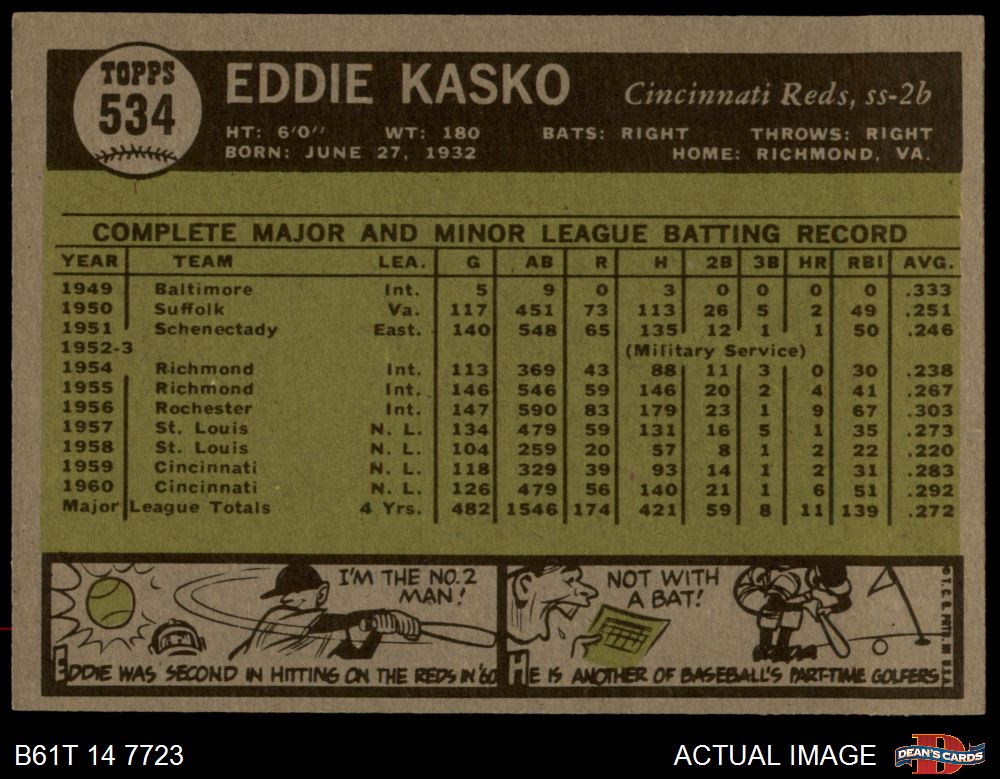 TOPPS
534
EDDIE KASKO
Cincinnati Reds, ss-2b
HT: 6'0" WT: 180 BATS: RIGHT THROWS: RIGHT
BORN: JUNE 27, 1932 HOME: RICHMOND, VA.
COMPLETE MAJOR AND MINOR LEAGUE BATTING RECORD
YEAR TEAM LEA. G AB R H 2B 3B HR RBI AVG.
1949 Baltimore Int. 5 9 0 3 0 0 0 0 .333
1950 Suffolk Va. 117 451 73 113 26 5 2 49 .251
1951 Schenectady East. 140 548 65 135 12 1 1 50 .246
1952-3 (Military Service)
1954 Richmond Int. 113 369 43 88 11 3 0 30 .238
1955 Richmond Int. 146 546 59 146 20 2 4 41 .267
1956 Rochester Int. 147 590 83 179 23 1 9 67 .303
1957 St. Louis N. L. 134 479 59 131 16 5 1 35 .273
1958 St. Louis N. L. 104 259 20 57 8 1 2 22 .220
1959 Cincinnati N. L. 118 329 39 93 14 1 2 31 .283
1960 Cincinnati N. L. 126 479 56 140 21 1 6 51 .292
Major League Totals 4 Yrs. 482 1546 174 421 59 8 11 139 .272
I'M THE NO. 2
MAN!
EDDIE WAS SECOND IN HITTING ON THE REDS IN '60
NOT WITH
A BAT!
HE IS ANOTHER OF BASEBALL'S PART-TIME GOLFERS
©T.C.G. PRTD. IN U.S.A.
B61T 14 7723
ACTUAL IMAGE
DEAN'S CARDS